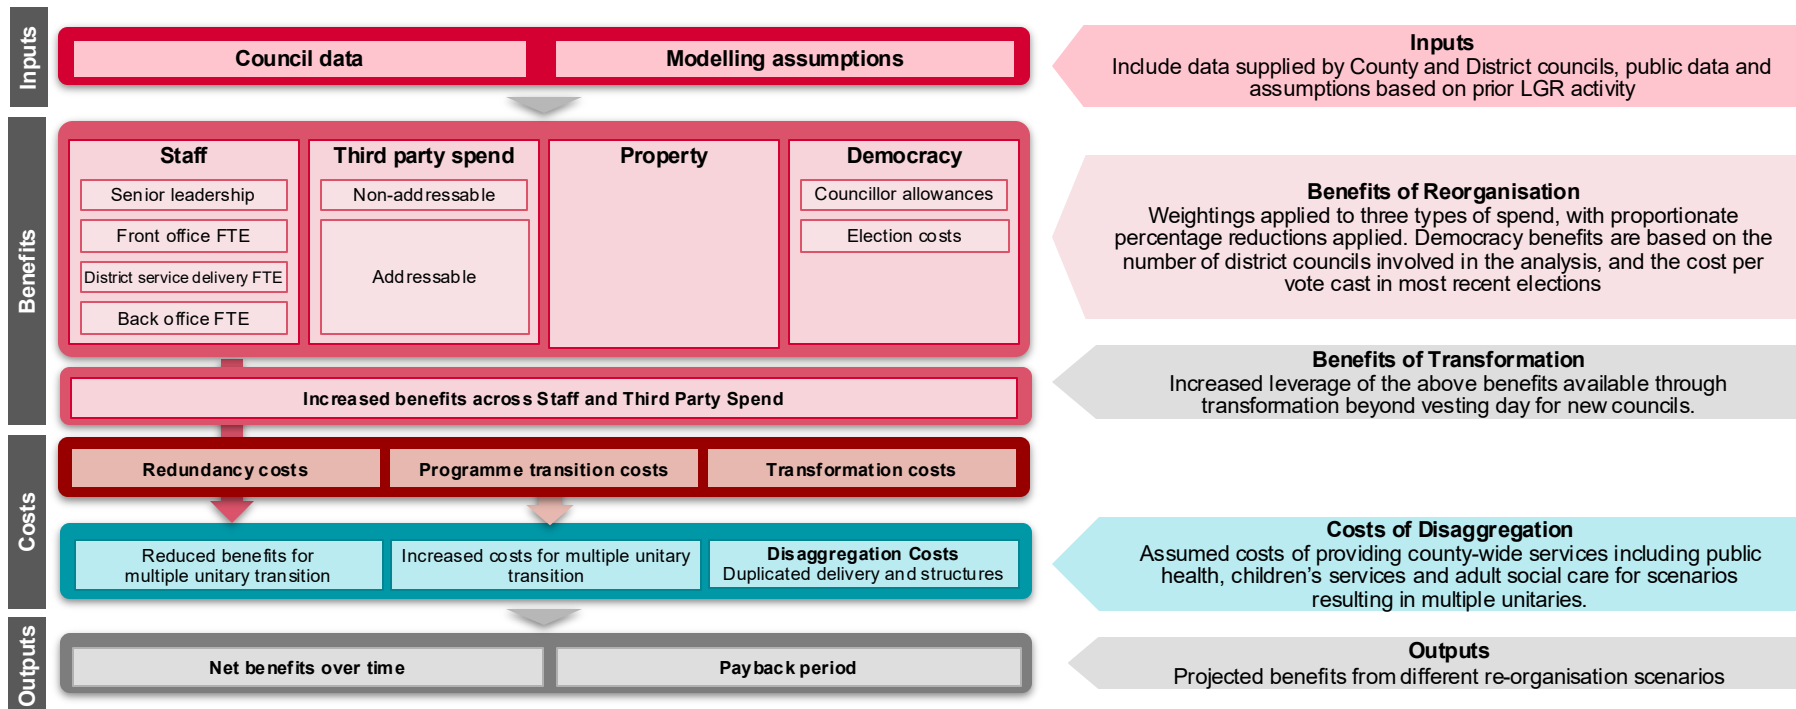 Inputs
Council data
Modelling assumptions
Inputs
Include data supplied by County and District councils, public data and
assumptions based on prior LGR activity
Benefits
Staff
Senior leadership
Front office FTE
District service delivery FTE
Back office FTE
Third party spend
Non-addressable
Addressable
Property
Democracy
Councillor allowances
Election costs
Benefits of Reorganisation
Weightings applied to three types of spend, with proportionate
percentage reductions applied. Democracy benefits are based on the
number of district councils involved in the analysis, and the cost per
vote cast in most recent elections
Increased benefits across Staff and Third Party Spend
Benefits of Transformation
Increased leverage of the above benefits available through
transformation beyond vesting day for new councils.
Costs
Redundancy costs
Programme transition costs
Transformation costs
Reduced benefits for
multiple unitary transition
Increased costs for multiple unitary
transition
Disaggregation Costs
Duplicated delivery and structures
Costs of Disaggregation
Assumed costs of providing county-wide services including public
health, children's services and adult social care for scenarios
resulting in multiple unitaries.
Outputs
Net benefits over time
Payback period
Outputs
Projected benefits from different re-organisation scenarios